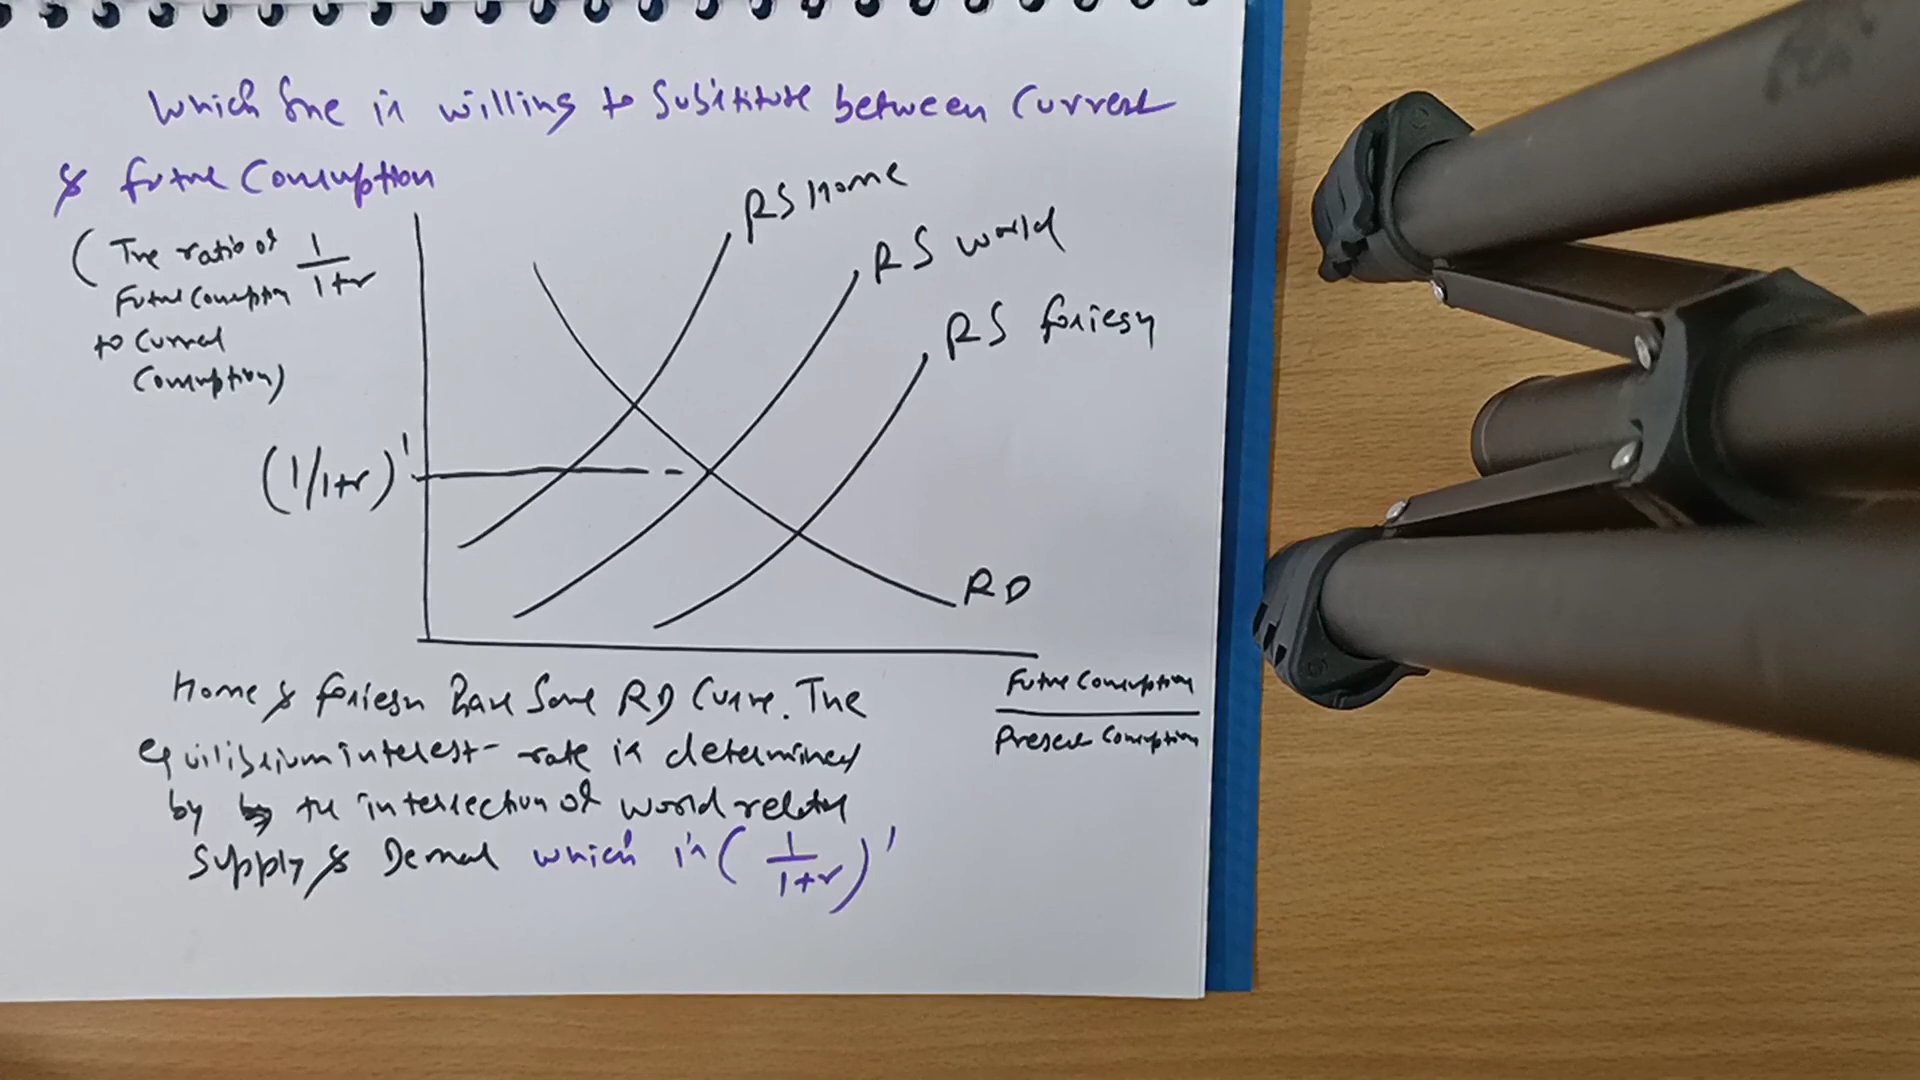 which one is willing to Substitute between Current
& future Consumption
(The ratio of
Future Consumption
to Current
Consumption)
1
1+r
RS Home
RS world
RS foriegn
(1/1+r)'
RD
Future Consumption
Present Consumption
Home & foriegn have Same RD Curve. The
equilibrium interest-rate is determined
by the intersection of world relative
Supply & Demand which is (1/1+r)'